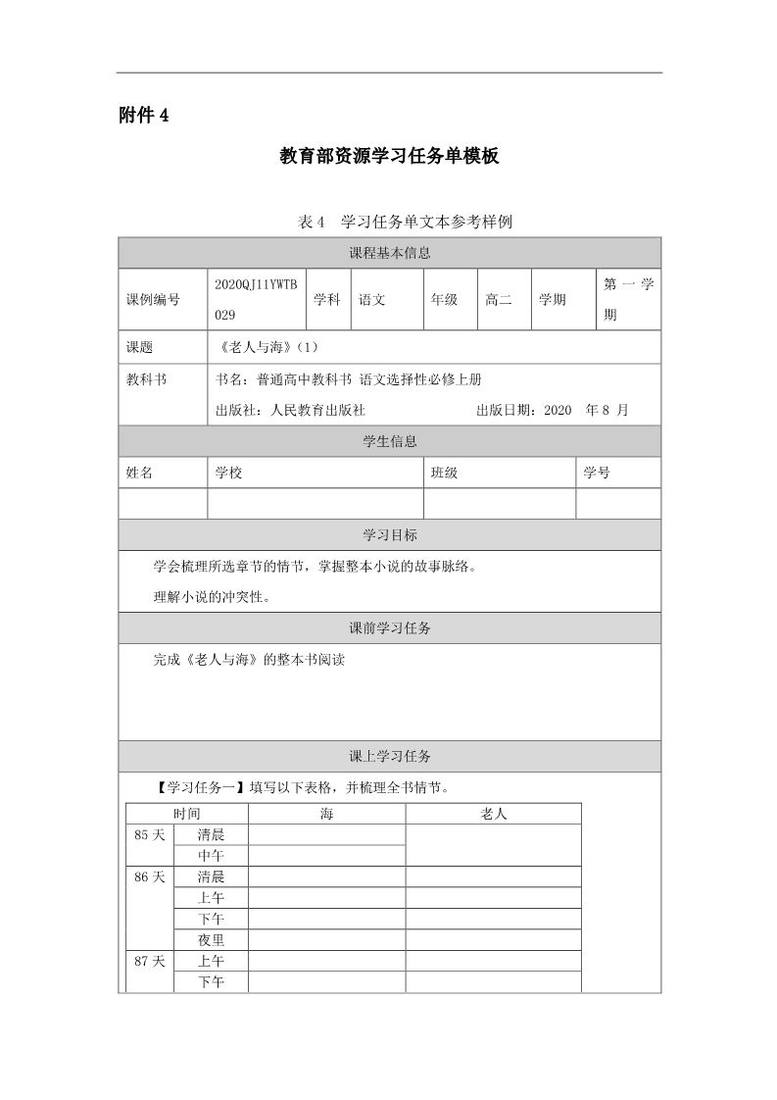 附件 4
教育部资源学习任务单模板
表 4 学习任务单文本参考样例
课程基本信息
课例编号 2020QJ11YWTB029 学科 语文 年级 高二 学期 第一学期
课题 《老人与海》（1）
教科书 书名：普通高中教科书 语文选择性必修上册
出版社：人民教育出版社 出版日期：2020 年 8 月
学生信息
姓名 学校 班级 学号
学习目标
学会梳理所选章节的情节，掌握整本小说的故事脉络。
理解小说的冲突性。
课前学习任务
完成《老人与海》的整本书阅读
课上学习任务
【学习任务一】填写以下表格，并梳理全书情节。
时间 海 老人
85 天 清晨
中午
86 天 清晨
上午
下午
夜里
87 天 上午
下午